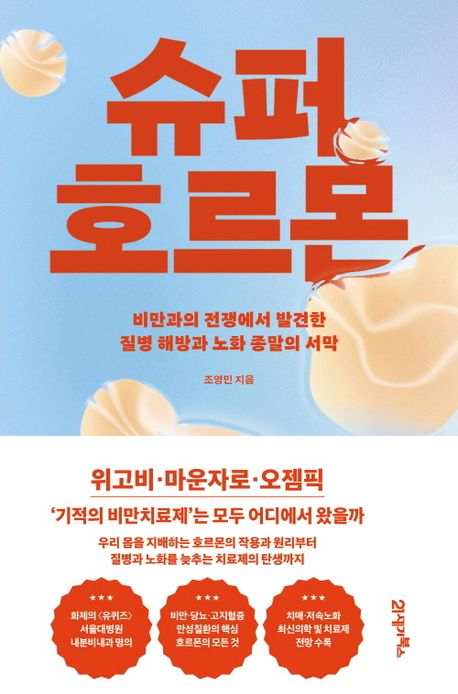 슈퍼
호르몬
비만과의 전쟁에서 발견한
질병 해방과 노화 종말의 서막
조영민 지음
위고비·마운자로·오젬픽
‘기적의 비만치료제’는 모두 어디에서 왔을까
우리 몸을 지배하는 호르몬의 작용과 원리부터
질병과 노화를 늦추는 치료제의 탄생까지
★★★
화제의 〈유퀴즈〉
서울대병원
내분비내과 명의
★★★
비만·당뇨·고지혈증
만성질환의 핵심
호르몬의 모든 것
★★★
치매·저속노화
최신의학 및 치료제
전망 수록
21세기북스